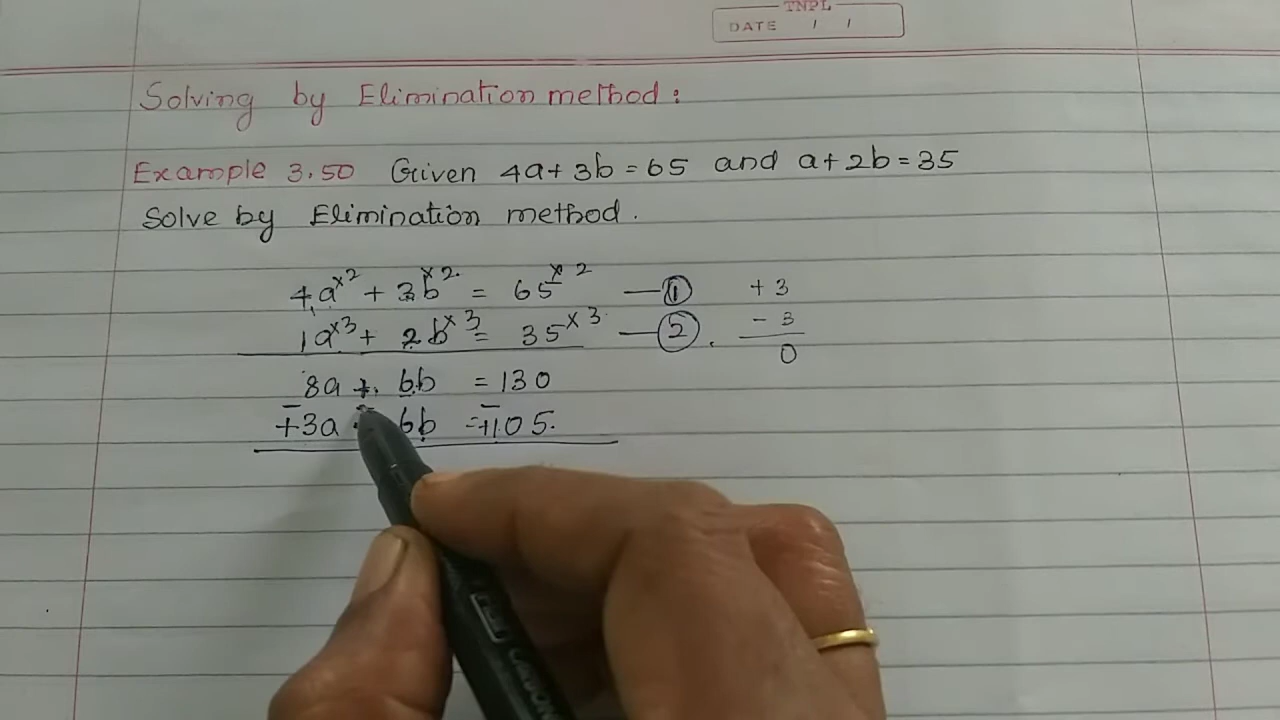 TNPL
DATE / /
Solving by Elimination method:
Example 3.50 Given 4a + 3b = 65 and a + 2b = 35
Solve by Elimination method.
4a×2 + 3b×2 = 65×2 —① + 3
1a×3 + 2b×3 = 35×3 —②. - 3
0
8a + 6b = 130
3a 6b = 105.